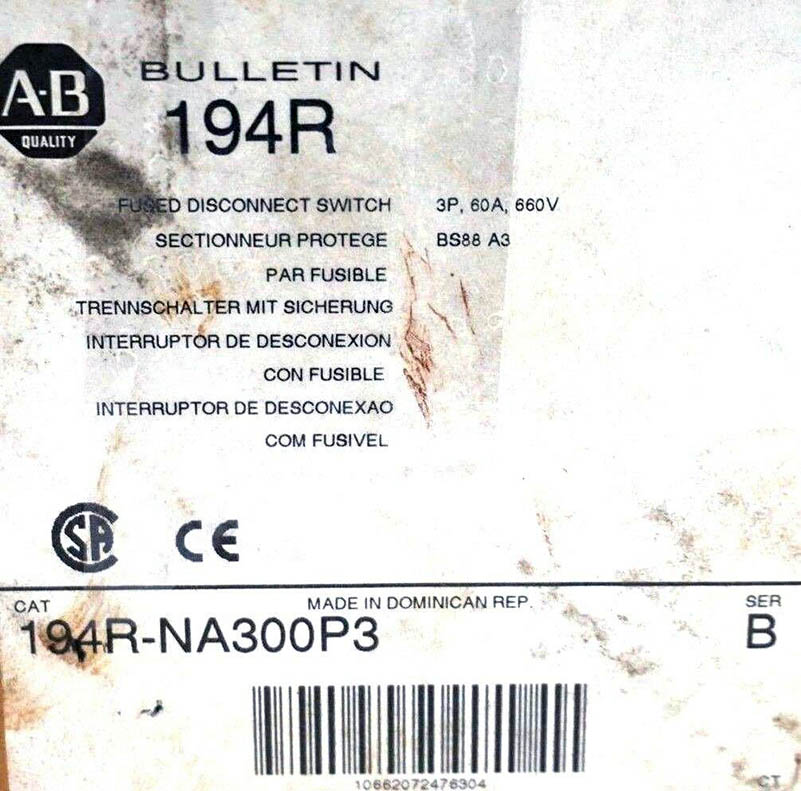 A-B
QUALITY
BULLETIN
194R
FUSED DISCONNECT SWITCH 3P, 60A, 660V
SECTIONNEUR PROTEGE BS88 A3
PAR FUSIBLE
TRENNSCHALTER MIT SICHERUNG
INTERRUPTOR DE DESCONEXION
CON FUSIBLE
INTERRUPTOR DE DESCONEXAO
COM FUSIVEL
SA CE
CAT MADE IN DOMINICAN REP. SER
194R-NA300P3 B
10662072476304
CT